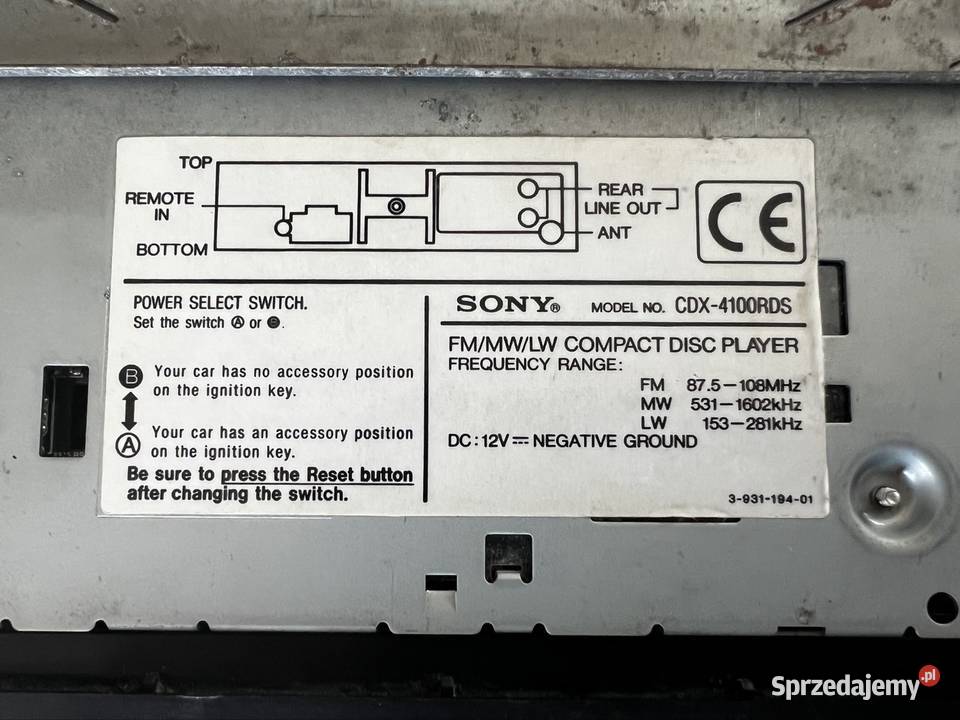 TOP
REMOTE
IN
BOTTOM
REAR
LINE OUT
ANT
CE
POWER SELECT SWITCH.
Set the switch Ⓐ or 🅑.
B Your car has no accessory position
on the ignition key.
A Your car has an accessory position
on the ignition key.
Be sure to press the Reset button
after changing the switch.
SONY® MODEL NO. CDX-4100RDS
FM/MW/LW COMPACT DISC PLAYER
FREQUENCY RANGE:
FM 87.5–108MHz
MW 531–1602kHz
LW 153–281kHz
DC:12V⎓NEGATIVE GROUND
3-931-194-01
Sprzedajemy.pl